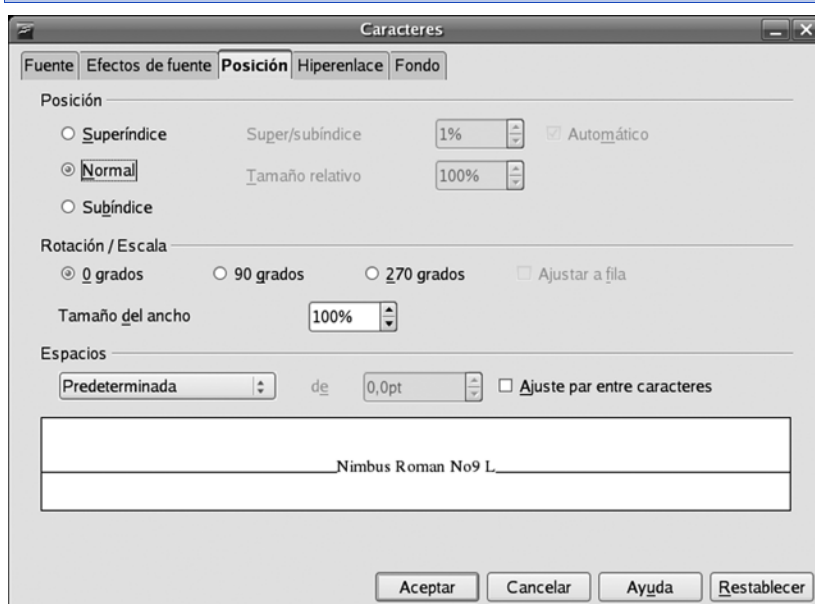 Caracteres
Fuente Efectos de fuente Posición Hiperenlace Fondo
Posición
Superíndice Super/subíndice 1% Automático
Normal Tamaño relativo 100%
Subíndice
Rotación / Escala
0 grados 90 grados 270 grados Ajustar a fila
Tamaño del ancho 100%
Espacios
Predeterminada de 0,0pt Ajuste par entre caracteres
Nimbus Roman No9 L
Aceptar Cancelar Ayuda Restablecer